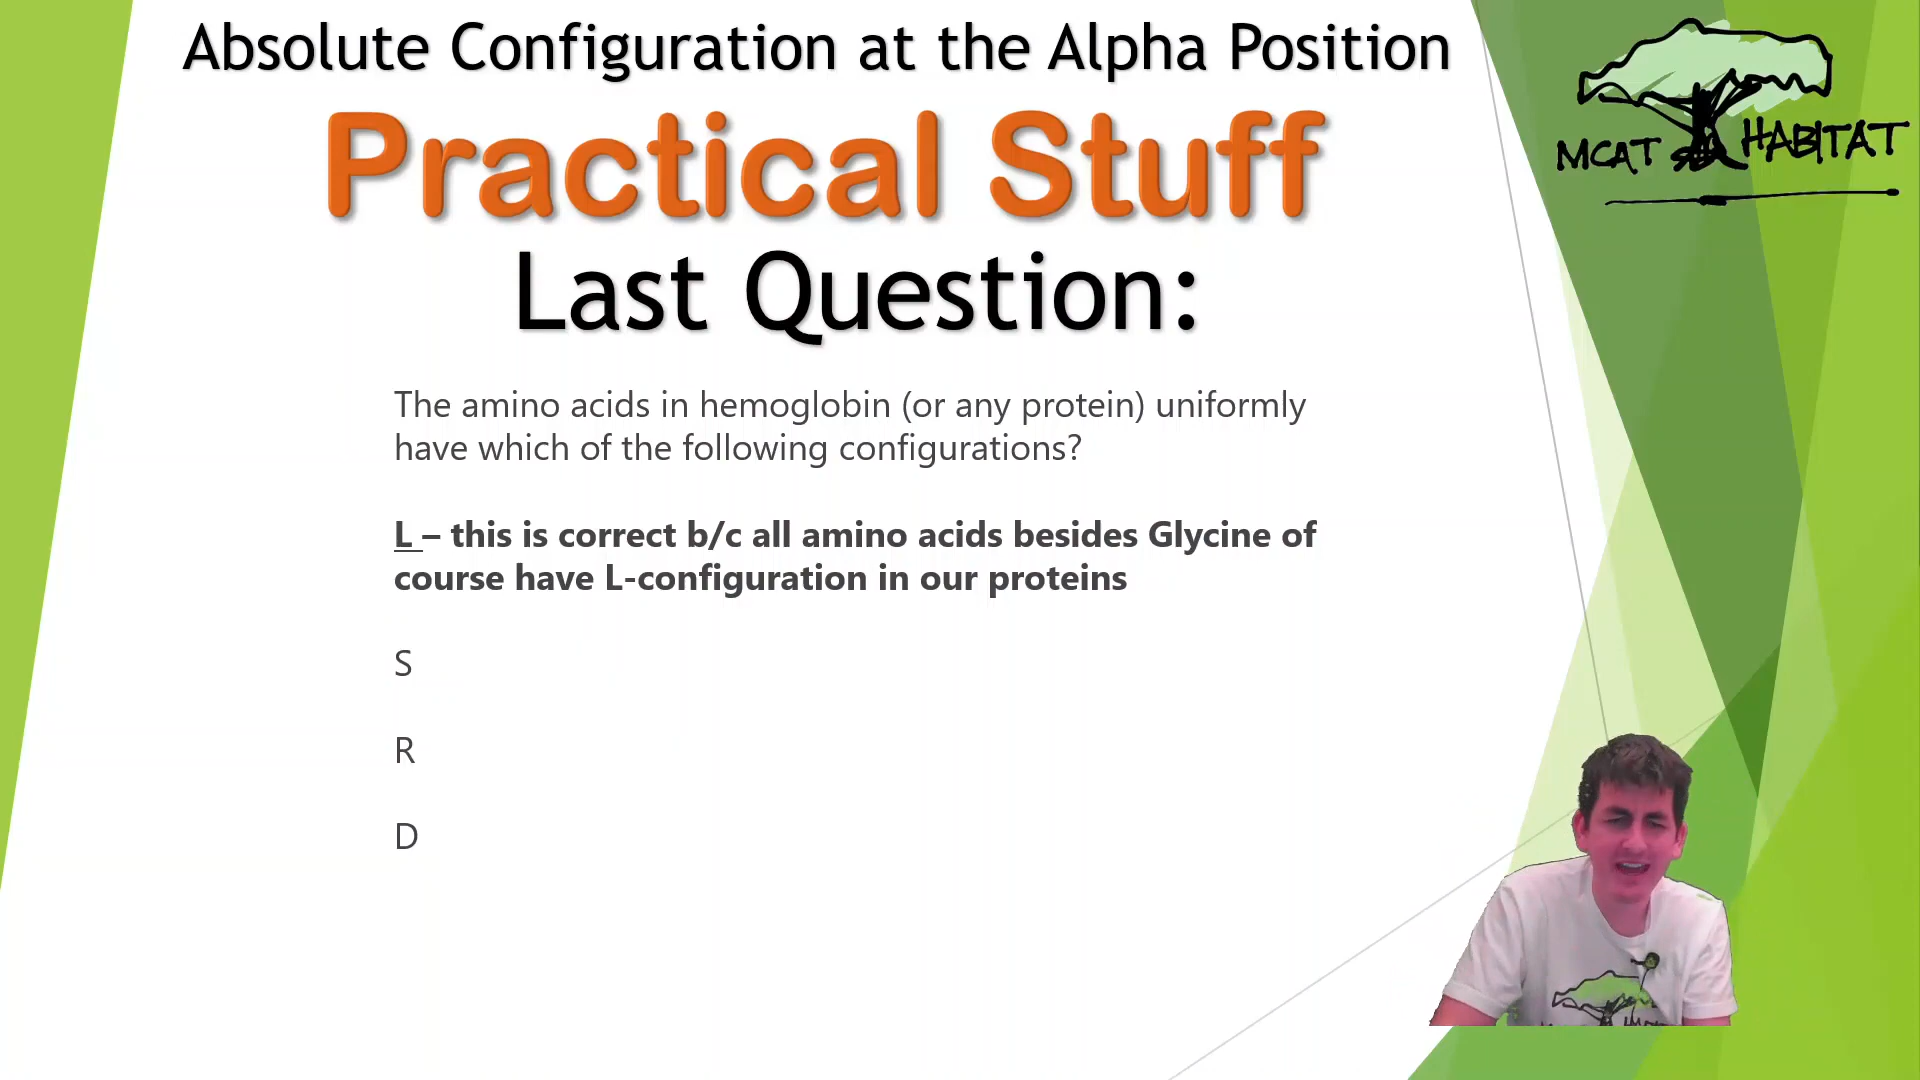 Absolute Configuration at the Alpha Position
Practical Stuff
MCAT HABITAT
Last Question:
The amino acids in hemoglobin (or any protein) uniformly
have which of the following configurations?
L – this is correct b/c all amino acids besides Glycine of
course have L-configuration in our proteins
S
R
D